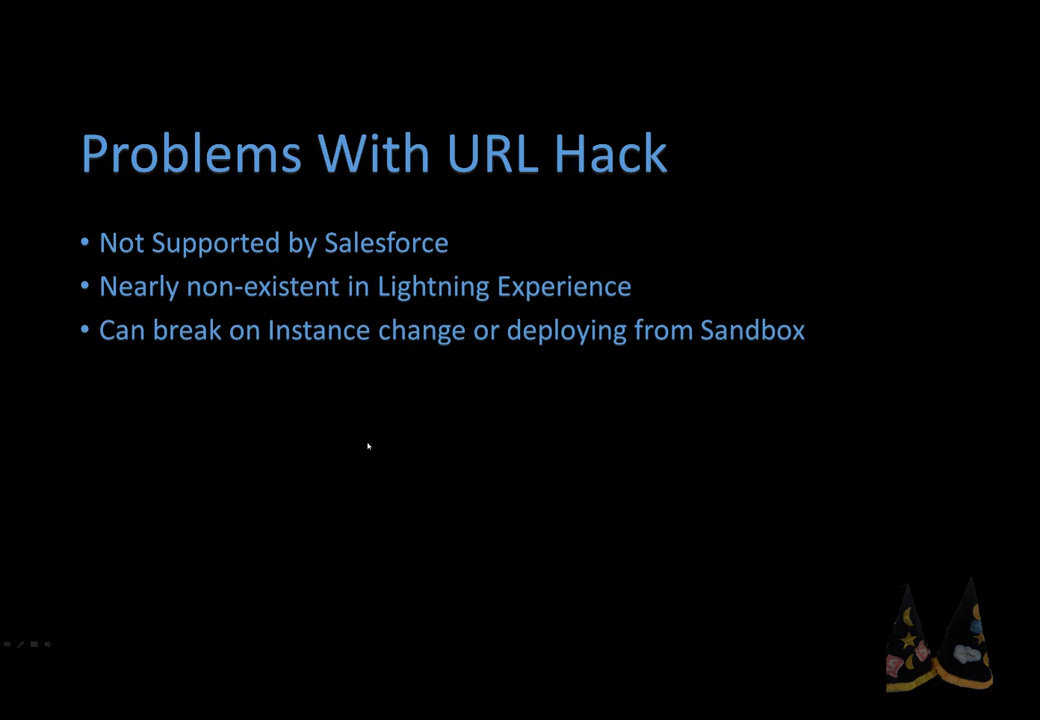 Problems With URL Hack
• Not Supported by Salesforce
• Nearly non-existent in Lightning Experience
• Can break on Instance change or deploying from Sandbox